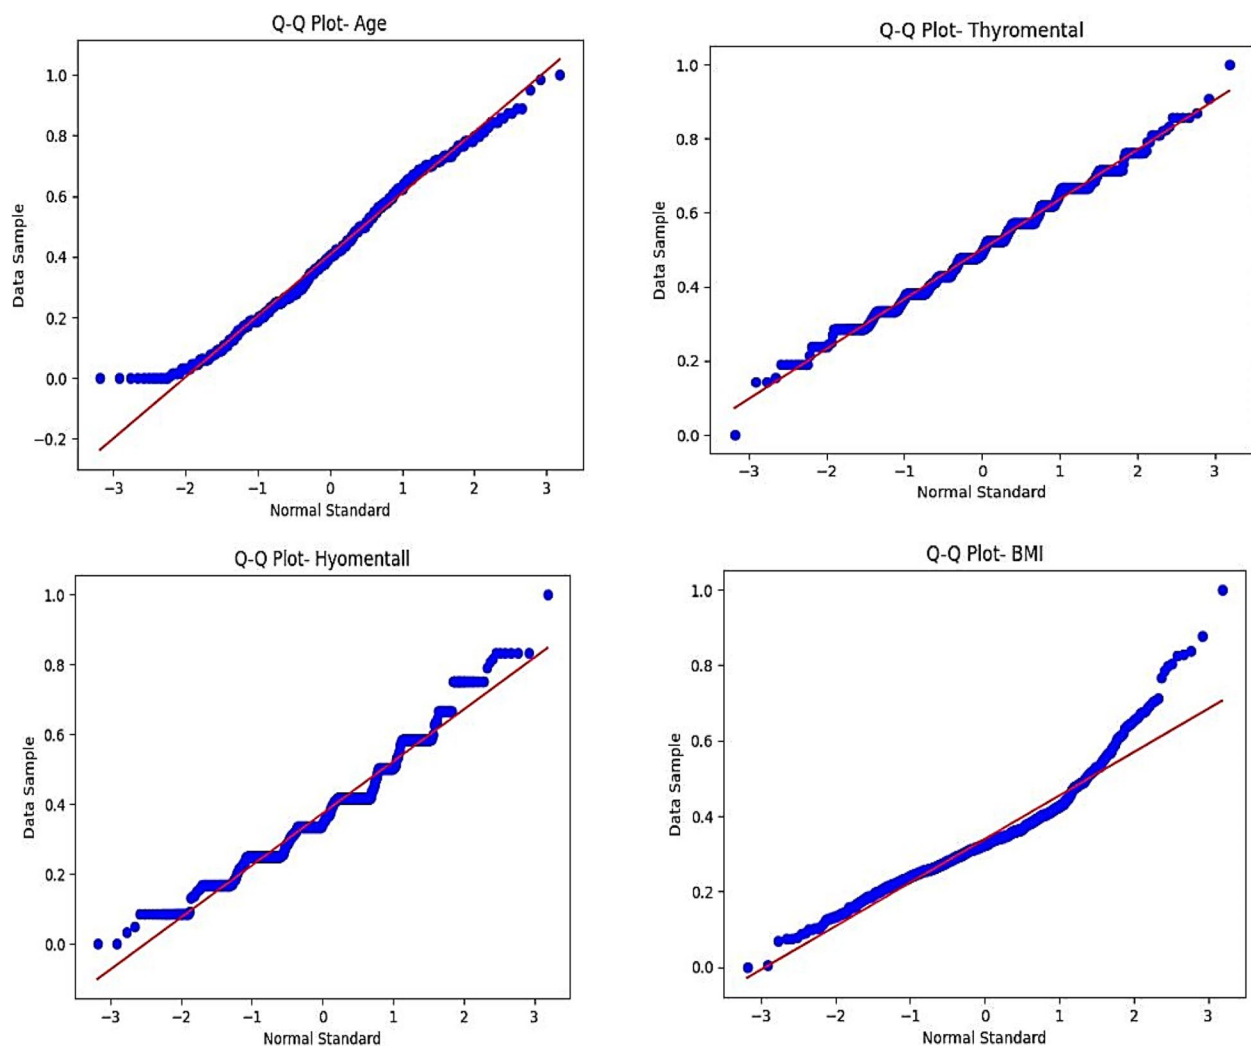 Q-Q Plot- Age
1.0
0.8
0.6
0.4
0.2
0.0
−0.2
Data Sample
−3 −2 −1 0 1 2 3
Normal Standard
Q-Q Plot- Thyromental
1.0
0.8
0.6
0.4
0.2
0.0
Data Sample
−3 −2 −1 0 1 2 3
Normal Standard
Q-Q Plot- Hyomentall
1.0
0.8
0.6
0.4
0.2
0.0
Data Sample
−3 −2 −1 0 1 2 3
Normal Standard
Q-Q Plot- BMI
1.0
0.8
0.6
0.4
0.2
0.0
Data Sample
−3 −2 −1 0 1 2 3
Normal Standard